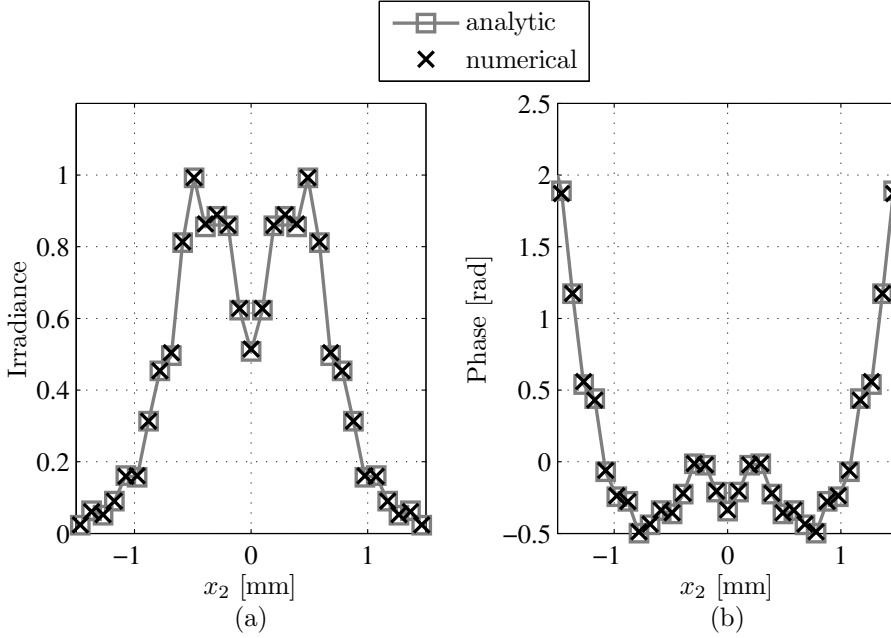 analytic
numerical
Irradiance
1
0.8
0.6
0.4
0.2
0
−1
0
1
x₂ [mm]
(a)
Phase [rad]
2.5
2
1.5
1
0.5
0
−0.5
−1
0
1
x₂ [mm]
(b)